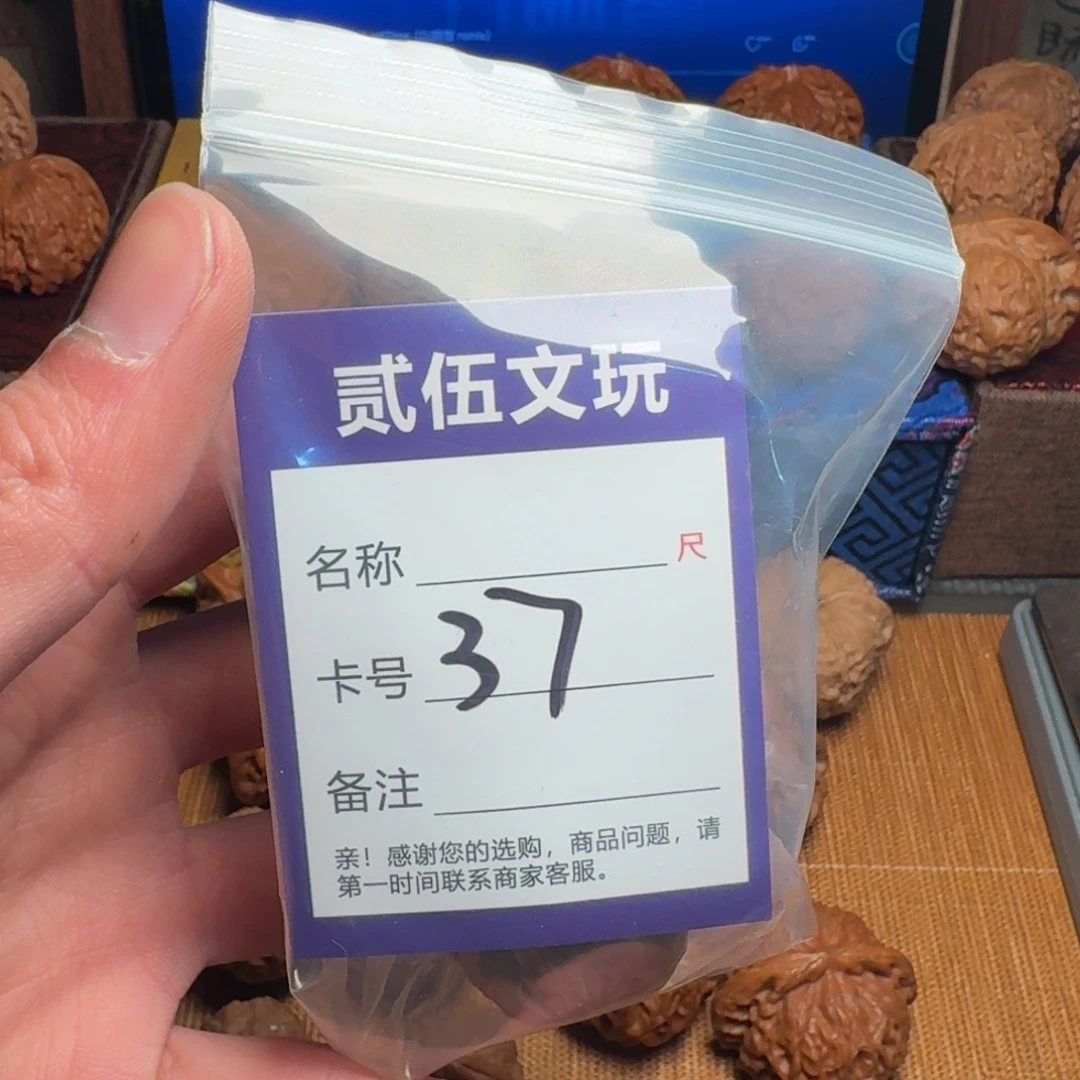 贰伍文玩
名称 尺
卡号 37
备注
亲！感谢您的选购，商品问题，请
第一时间联系商家客服。